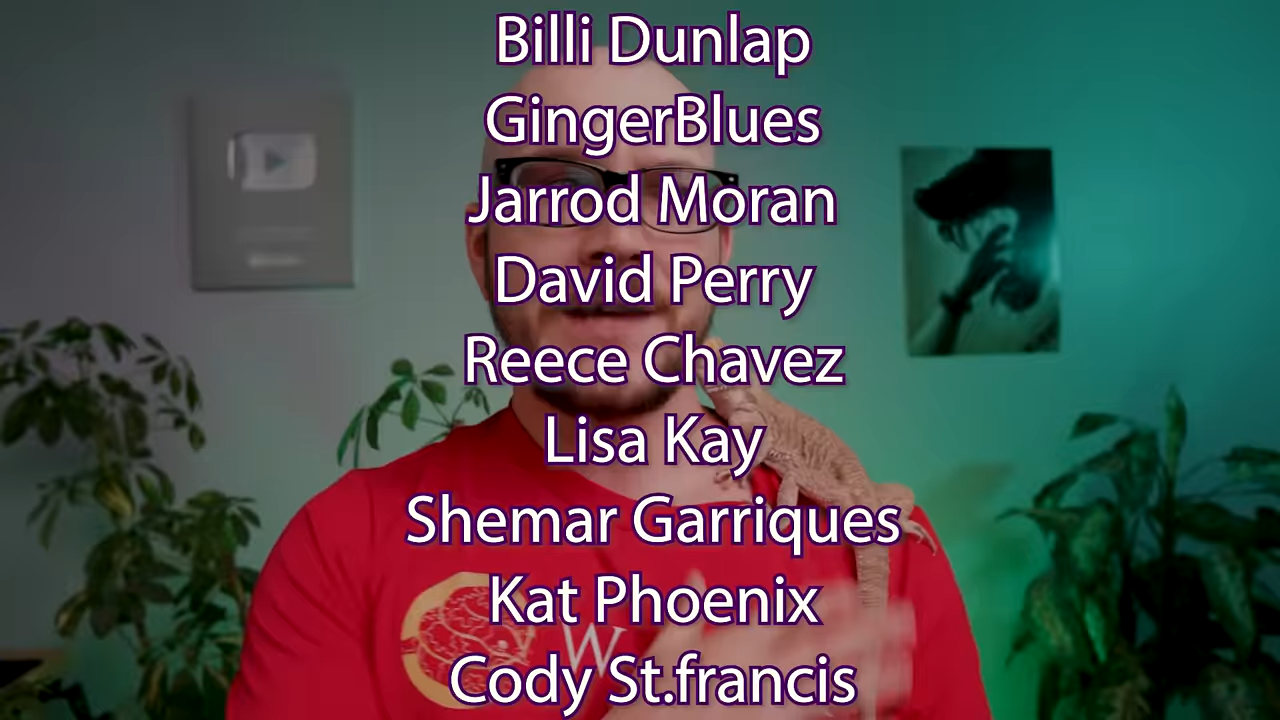 Billi Dunlap
GingerBlues
Jarrod Moran
David Perry
Reece Chavez
Lisa Kay
Shemar Garriques
Kat Phoenix
Cody St.francis
W